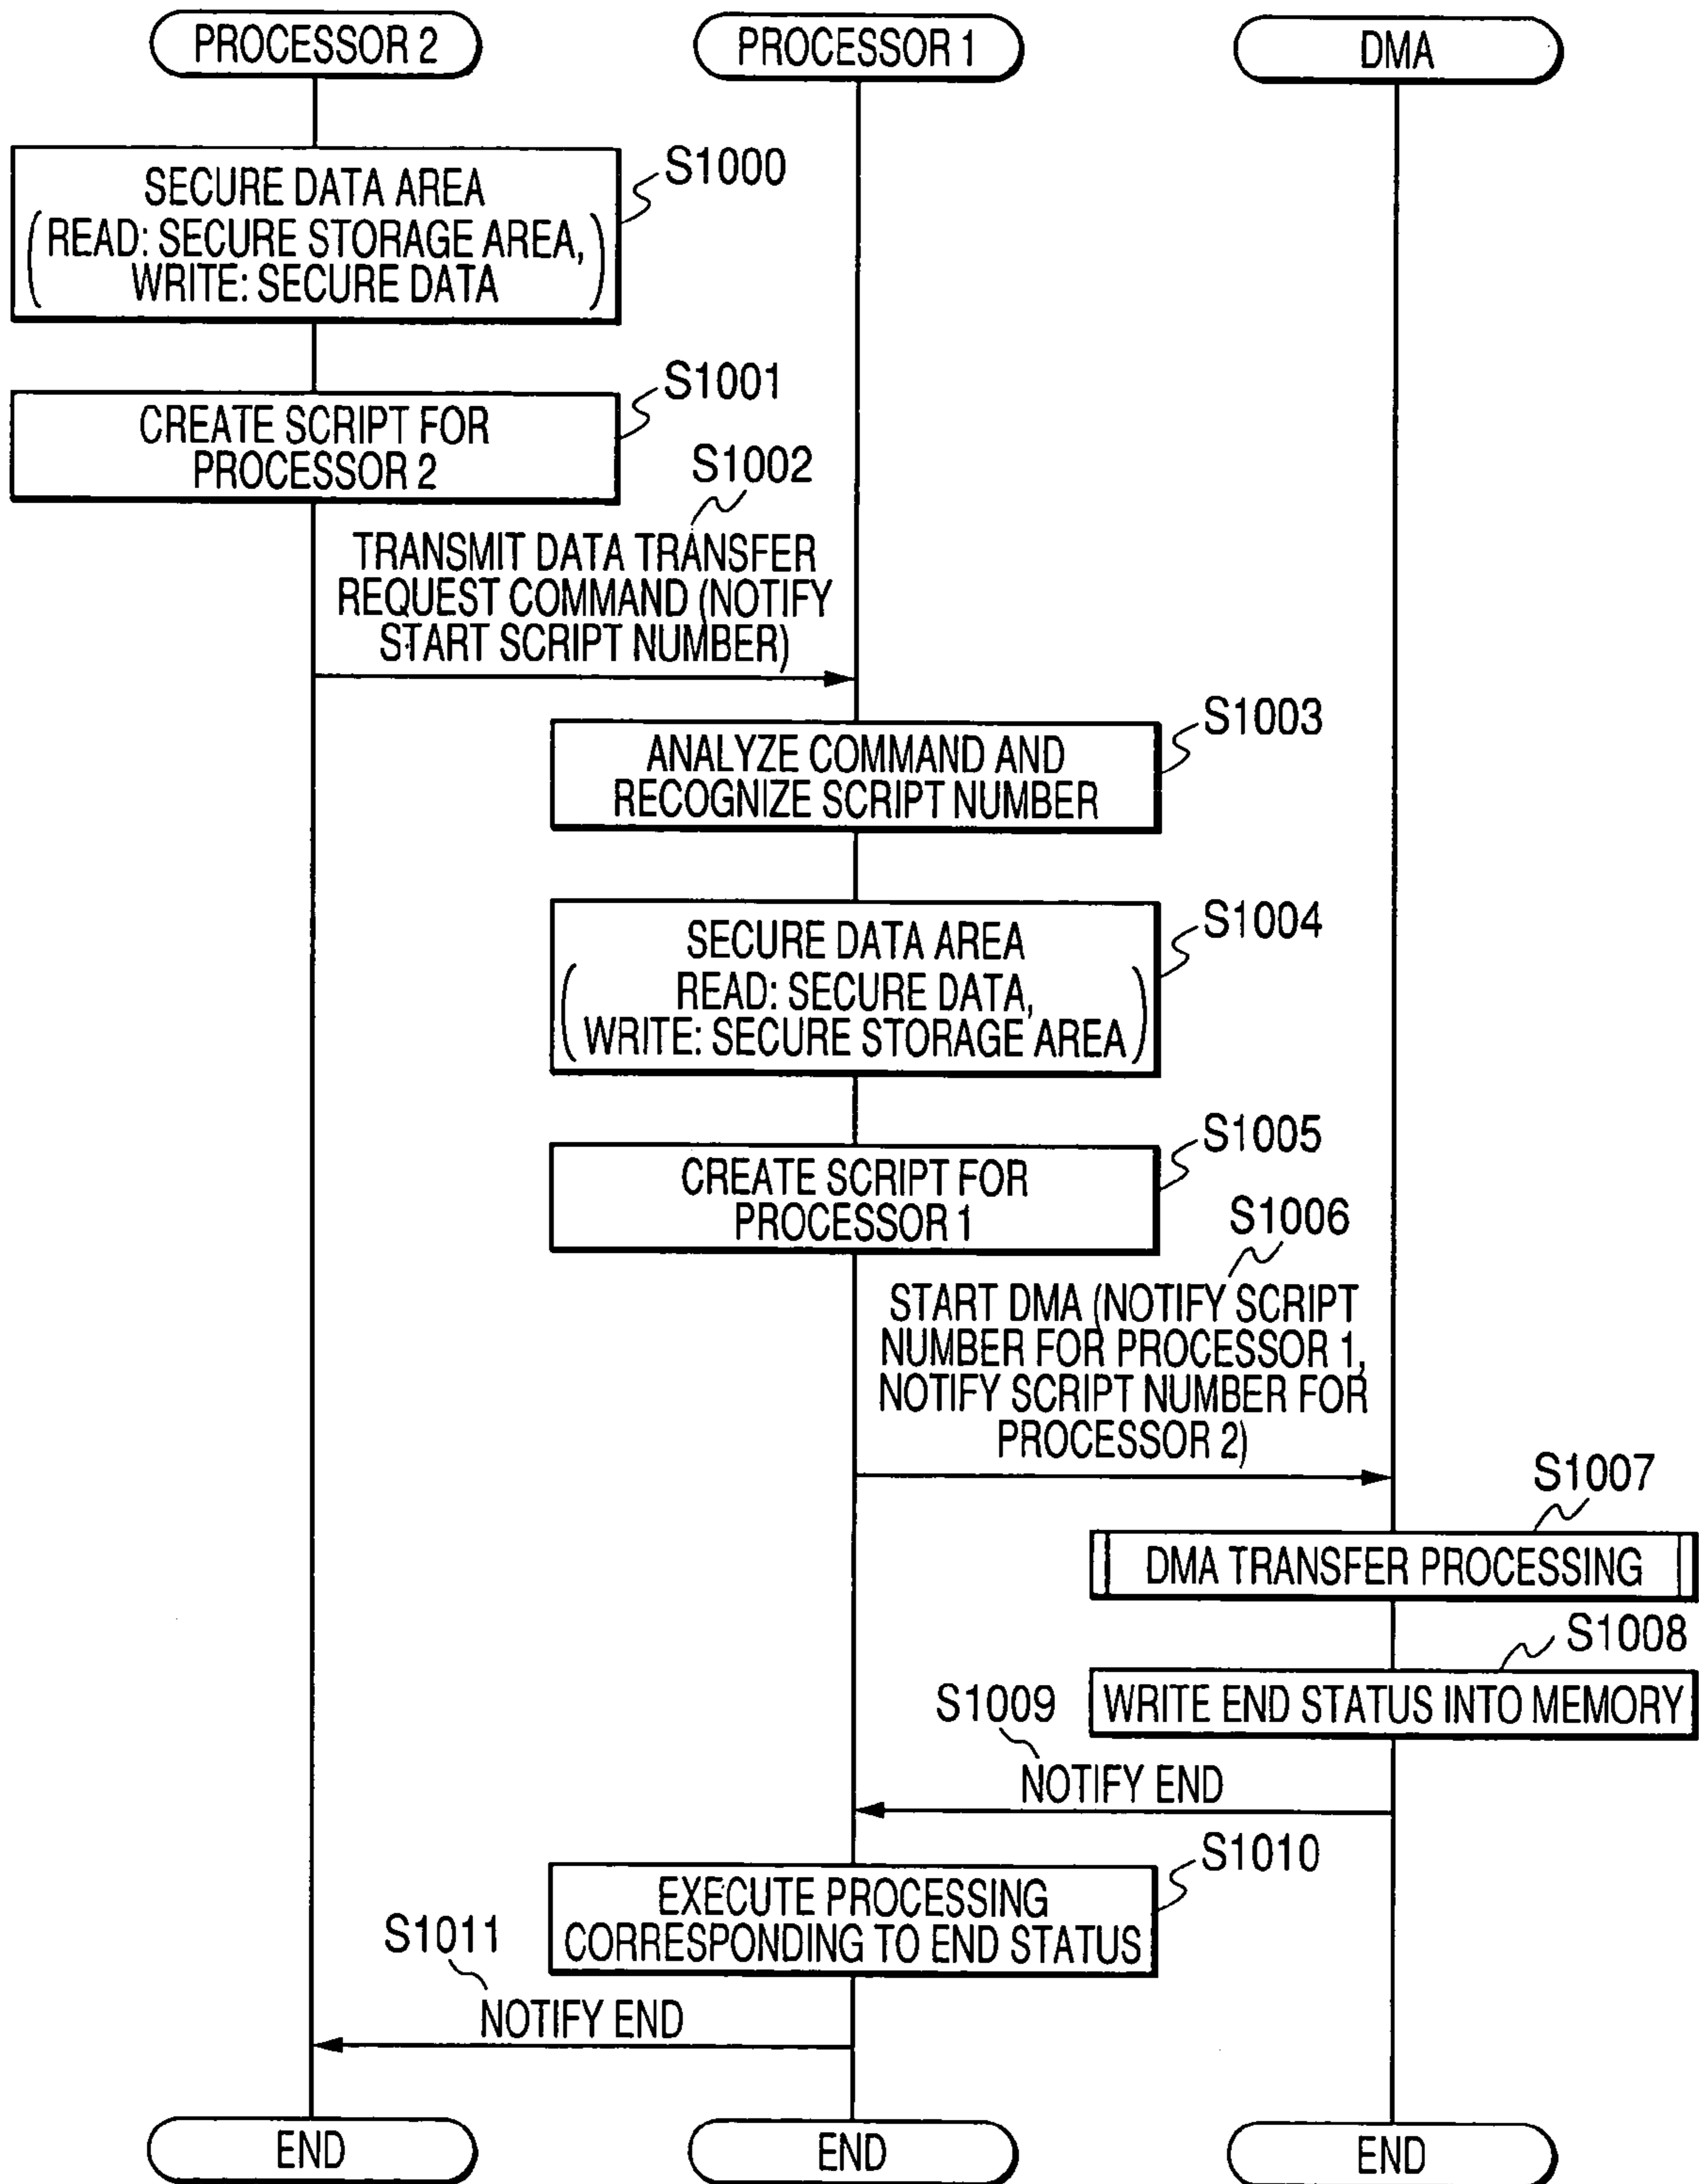 PROCESSOR 2
PROCESSOR 1
DMA
SECURE DATA AREA
(READ: SECURE STORAGE AREA,
WRITE: SECURE DATA)
S1000
CREATE SCRIPT FOR
PROCESSOR 2
S1001
S1002
TRANSMIT DATA TRANSFER
REQUEST COMMAND (NOTIFY
START SCRIPT NUMBER)
S1003
ANALYZE COMMAND AND
RECOGNIZE SCRIPT NUMBER
S1004
SECURE DATA AREA
(READ: SECURE DATA,
WRITE: SECURE STORAGE AREA)
S1005
CREATE SCRIPT FOR
PROCESSOR 1
S1006
START DMA (NOTIFY SCRIPT
NUMBER FOR PROCESSOR 1,
NOTIFY SCRIPT NUMBER FOR
PROCESSOR 2)
S1007
DMA TRANSFER PROCESSING
S1008
WRITE END STATUS INTO MEMORY
S1009
NOTIFY END
S1010
EXECUTE PROCESSING
CORRESPONDING TO END STATUS
S1011
NOTIFY END
END
END
END